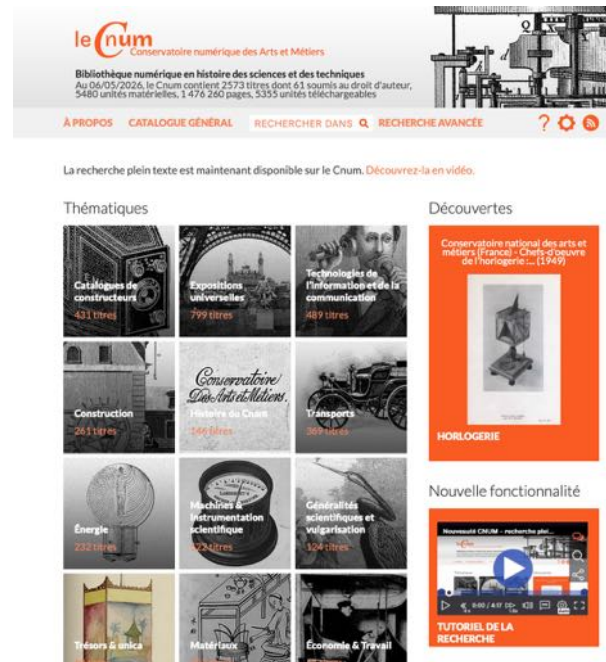 le Cnum
Conservatoire numérique des Arts et Métiers
Bibliothèque numérique en histoire des sciences et des techniques
Au 06/05/2026, le Cnum contient 2573 titres dont 61 soumis au droit d'auteur,
5480 unités matérielles, 1 476 260 pages, 5355 unités téléchargeables
À PROPOS CATALOGUE GÉNÉRAL RECHERCHER DANS RECHERCHE AVANCÉE ?
La recherche plein texte est maintenant disponible sur le Cnum. Découvrez-la en vidéo.
Thématiques
Catalogues de
constructeurs
431 titres
Expositions
universelles
799 titres
Technologies de
l'information et de la
communication
489 titres
Construction
261 titres
Conservatoire
Des Arts et Métiers.
Histoire du Cnam
146 titres
Transports
369 titres
Énergie
232 titres
Machines &
Instrumentation
scientifique
titres
Généralités
scientifiques et
vulgarisation
124 titres
Trésors & unica
Matériaux
Économie & Travail
Découvertes
Conservatoire national des arts et
métiers (France) - Chefs-d'oeuvre
de l'horlogerie :... (1949)
HORLOGERIE
Nouvelle fonctionnalité
Nouveauté CNUM - recherche plei...
0:00 / 4:17
TUTORIEL DE LA
RECHERCHE